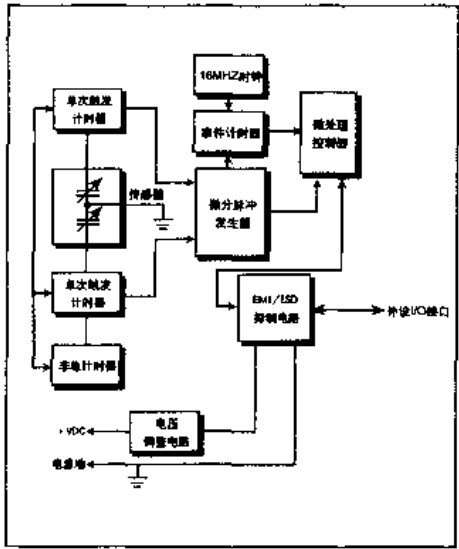 16MHZ时钟
单次触发
计时器
事件计时器
微处理
控制器
传感器
微分脉冲
发生器
单次触发
计时器
EMI/ESD
抑制电路
外设I/O接口
计时器
电压
调整电路
+VDC
电源地